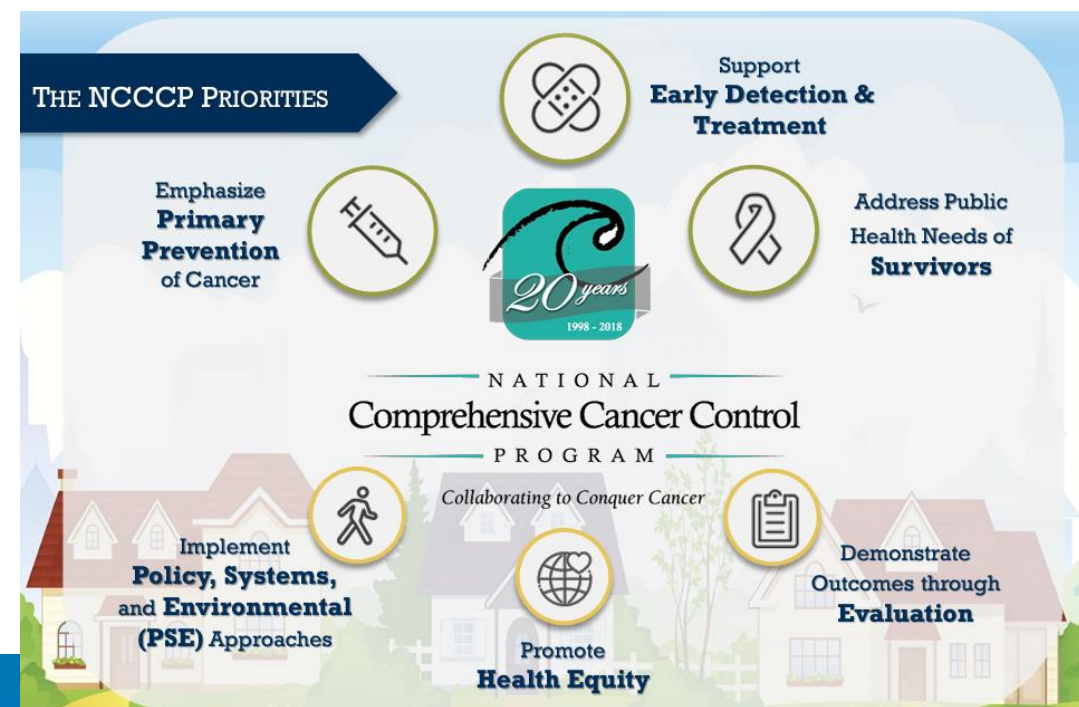 THE NCCCP PRIORITIES
Support
Early Detection &
Treatment
Emphasize
Primary
Prevention
of Cancer
Address Public
Health Needs of
Survivors
20 years
1998 - 2018
NATIONAL
Comprehensive Cancer Control
PROGRAM
Collaborating to Conquer Cancer
Implement
Policy, Systems,
and Environmental
(PSE) Approaches
Promote
Health Equity
Demonstrate
Outcomes through
Evaluation